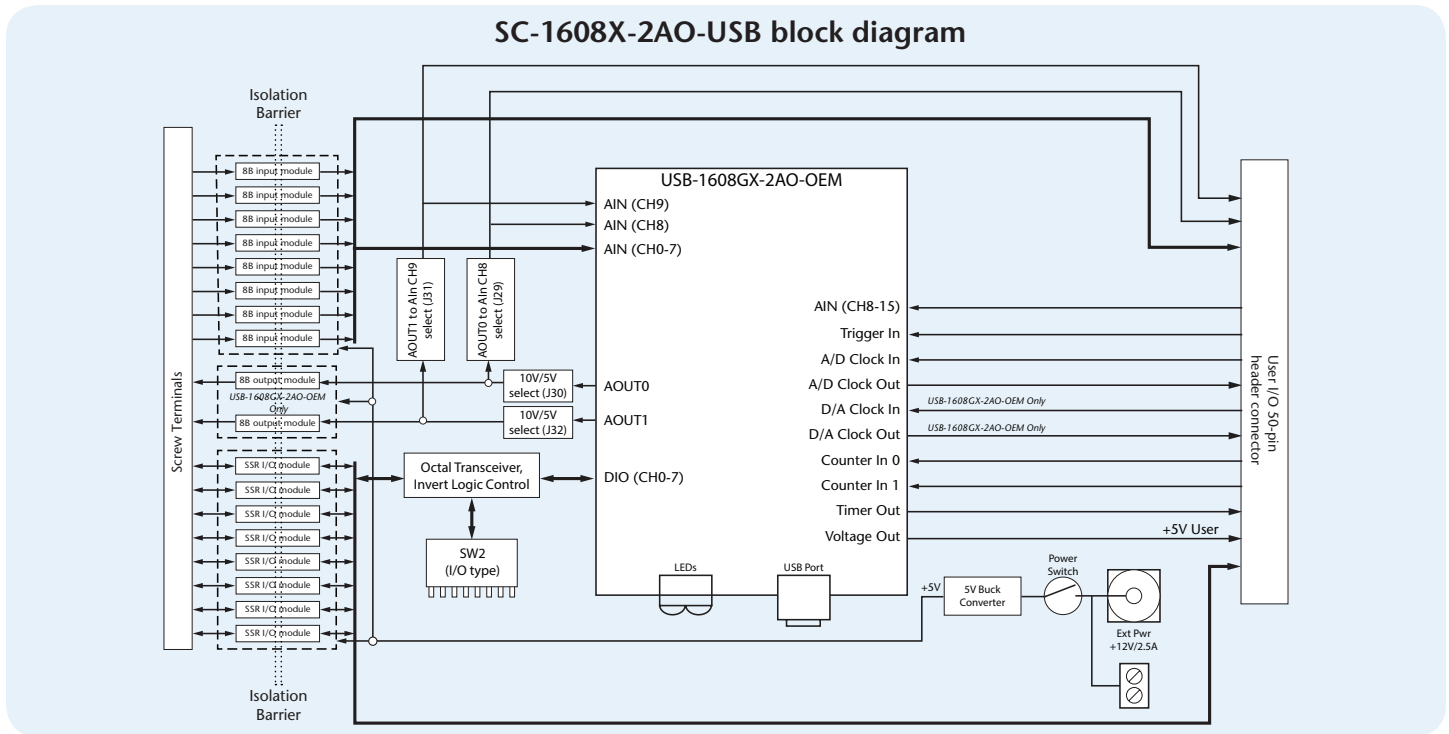 SC-1608X-2AO-USB block diagram
Isolation
Barrier
Screw Terminals
8B input module
8B input module
8B input module
8B input module
8B input module
8B input module
8B input module
8B input module
8B output module
USB-1608GX-2AO-OEM
Only
8B output module
SSR I/O module
SSR I/O module
SSR I/O module
SSR I/O module
SSR I/O module
SSR I/O module
SSR I/O module
SSR I/O module
Isolation
Barrier
AOUT1 to AIn CH9
select (J31)
AOUT0 to AIn CH8
select (J29)
10V/5V
select (J30)
10V/5V
select (J32)
Octal Transceiver,
Invert Logic Control
SW2
(I/O type)
USB-1608GX-2AO-OEM
AIN (CH9)
AIN (CH8)
AIN (CH0-7)
AOUT0
AOUT1
DIO (CH0-7)
AIN (CH8-15)
Trigger In
A/D Clock In
A/D Clock Out
D/A Clock In
D/A Clock Out
Counter In 0
Counter In 1
Timer Out
Voltage Out
LEDs
USB Port
USB-1608GX-2AO-OEM Only
USB-1608GX-2AO-OEM Only
+5V User
+5V
5V Buck
Converter
Power
Switch
Ext Pwr
+12V/2.5A
User I/O 50-pin
header connector